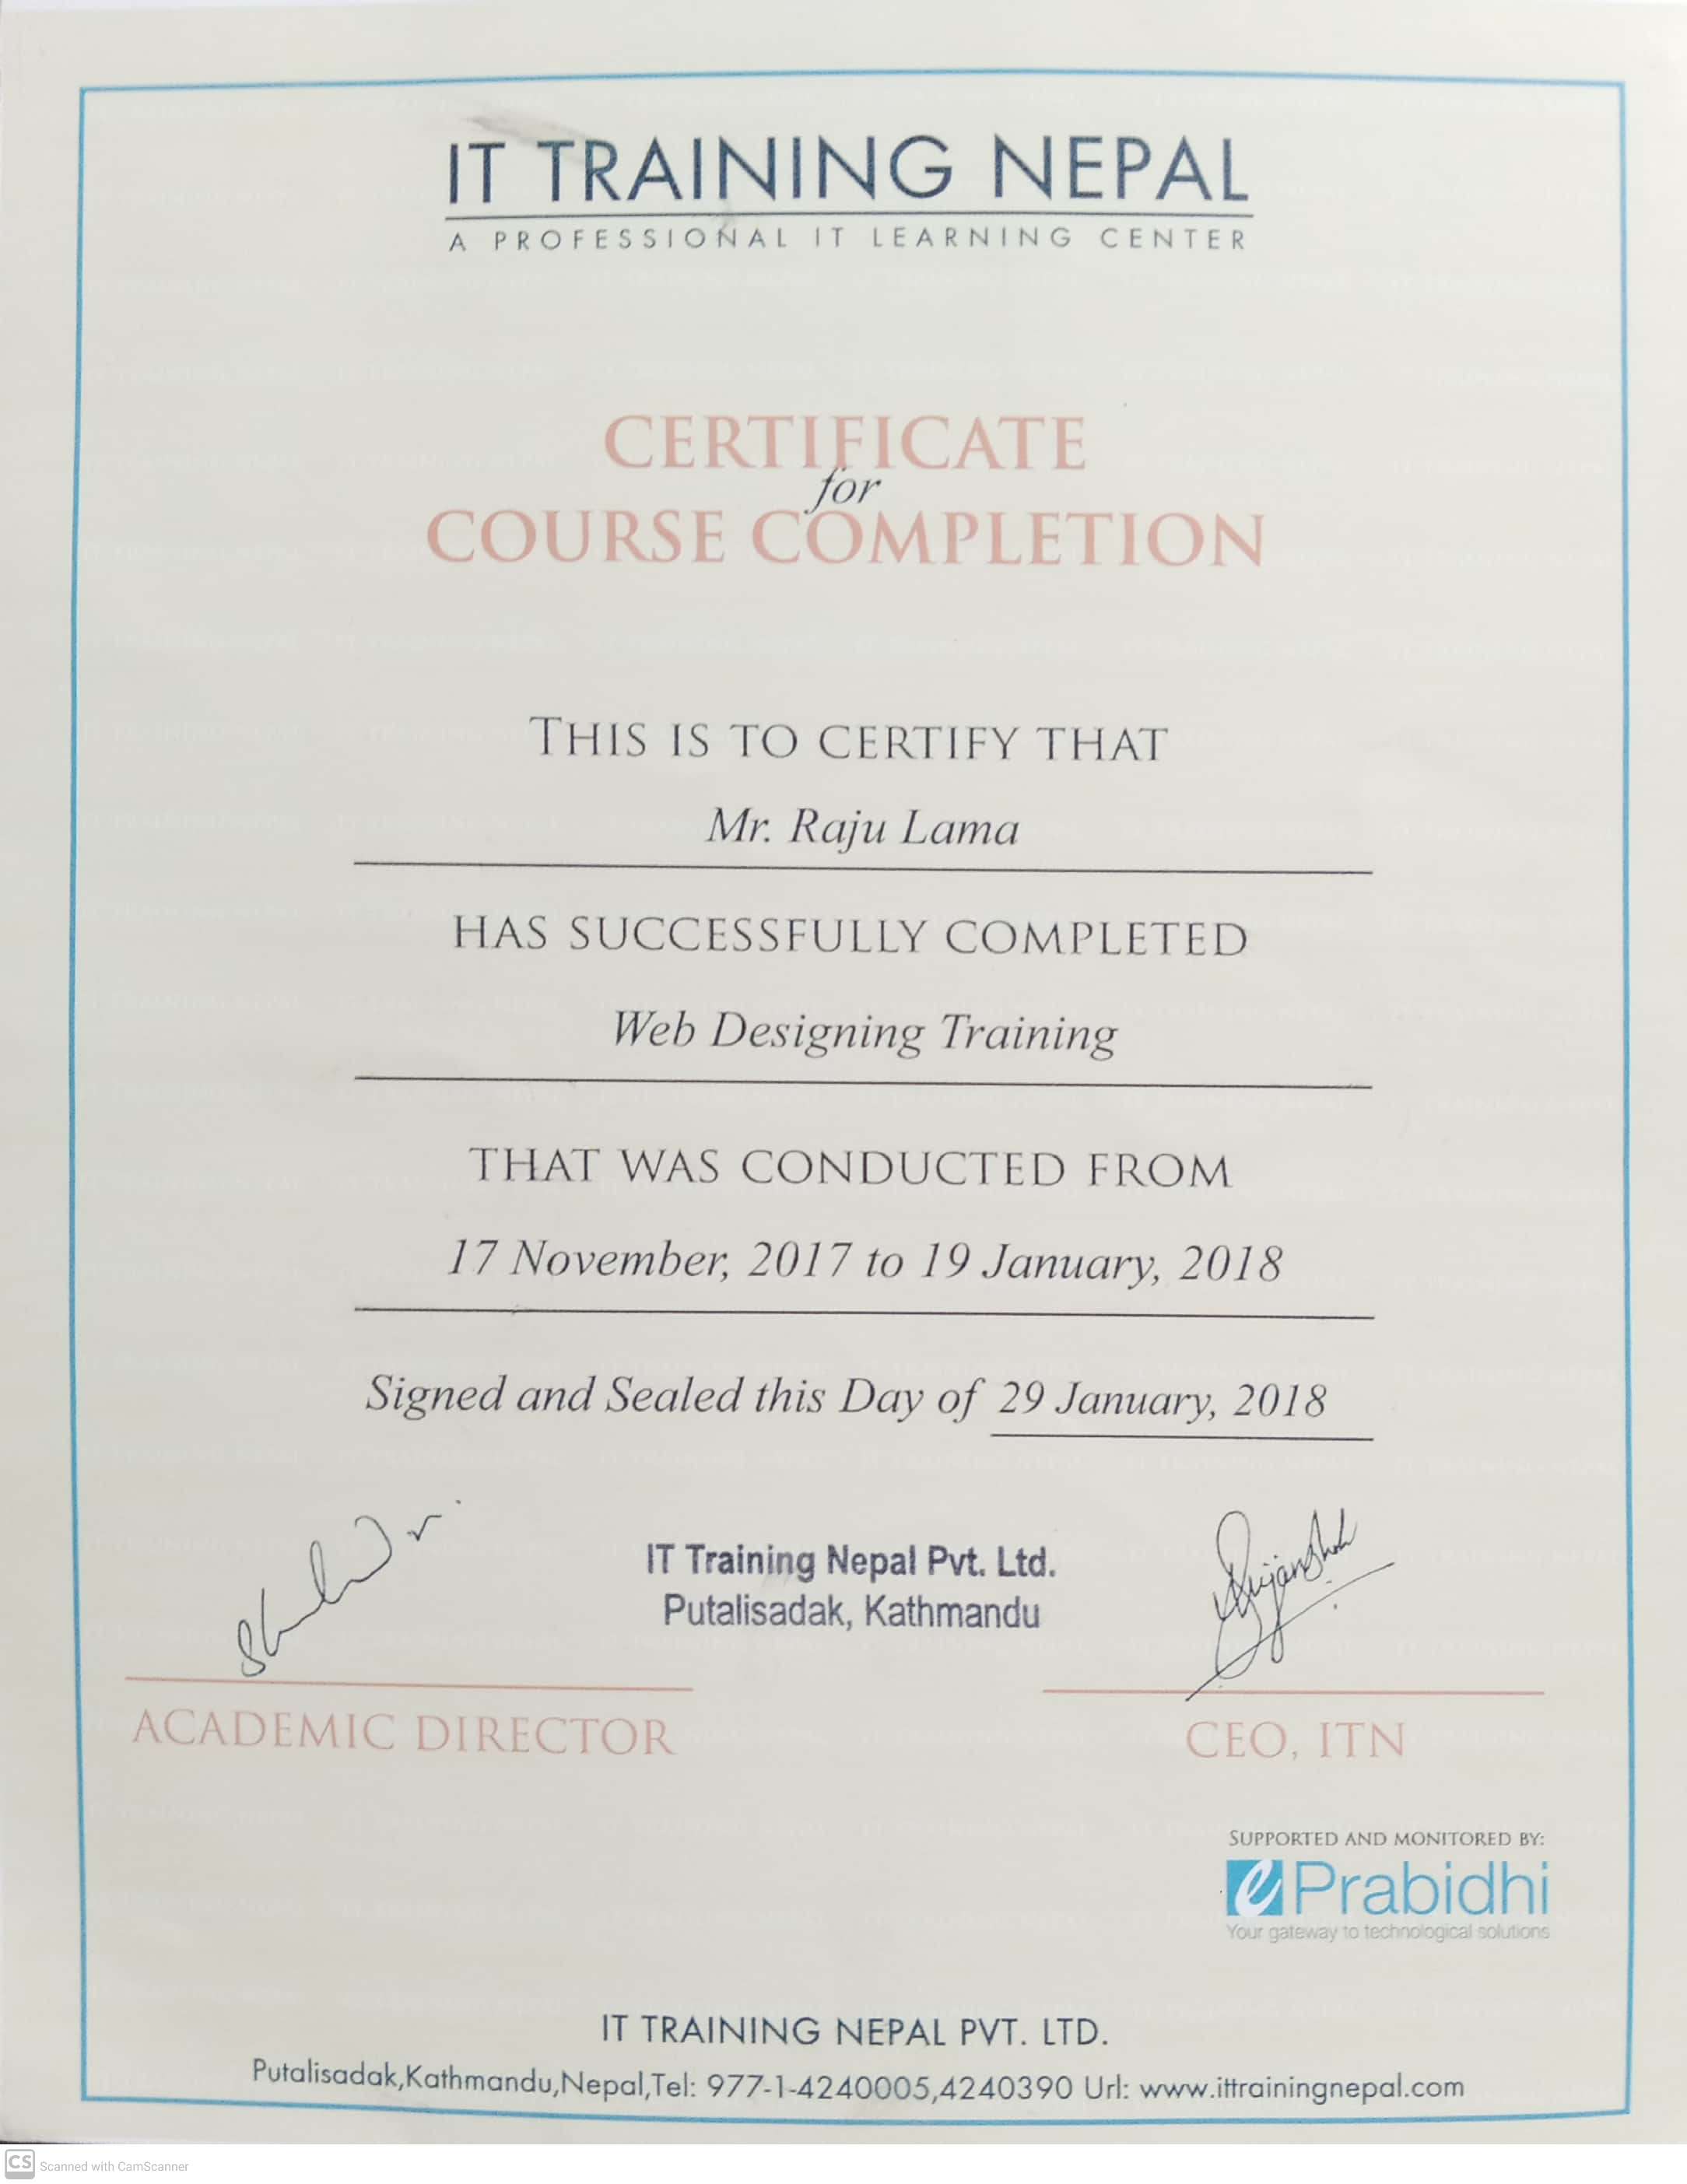 IT TRAINING NEPAL
A PROFESSIONAL IT LEARNING CENTER
CERTIFICATE
for
COURSE COMPLETION
THIS IS TO CERTIFY THAT
Mr. Raju Lama
HAS SUCCESSFULLY COMPLETED
Web Designing Training
THAT WAS CONDUCTED FROM
17 November, 2017 to 19 January, 2018
Signed and Sealed this Day of 29 January, 2018
IT Training Nepal Pvt. Ltd.
Putalisadak, Kathmandu
ACADEMIC DIRECTOR
CEO, ITN
SUPPORTED AND MONITORED BY:
e Prabidhi
Your gateway to technological solutions
IT TRAINING NEPAL PVT. LTD.
Putalisadak,Kathmandu,Nepal,Tel: 977-1-4240005,4240390 Url: www.ittrainingnepal.com
CS Scanned with CamScanner